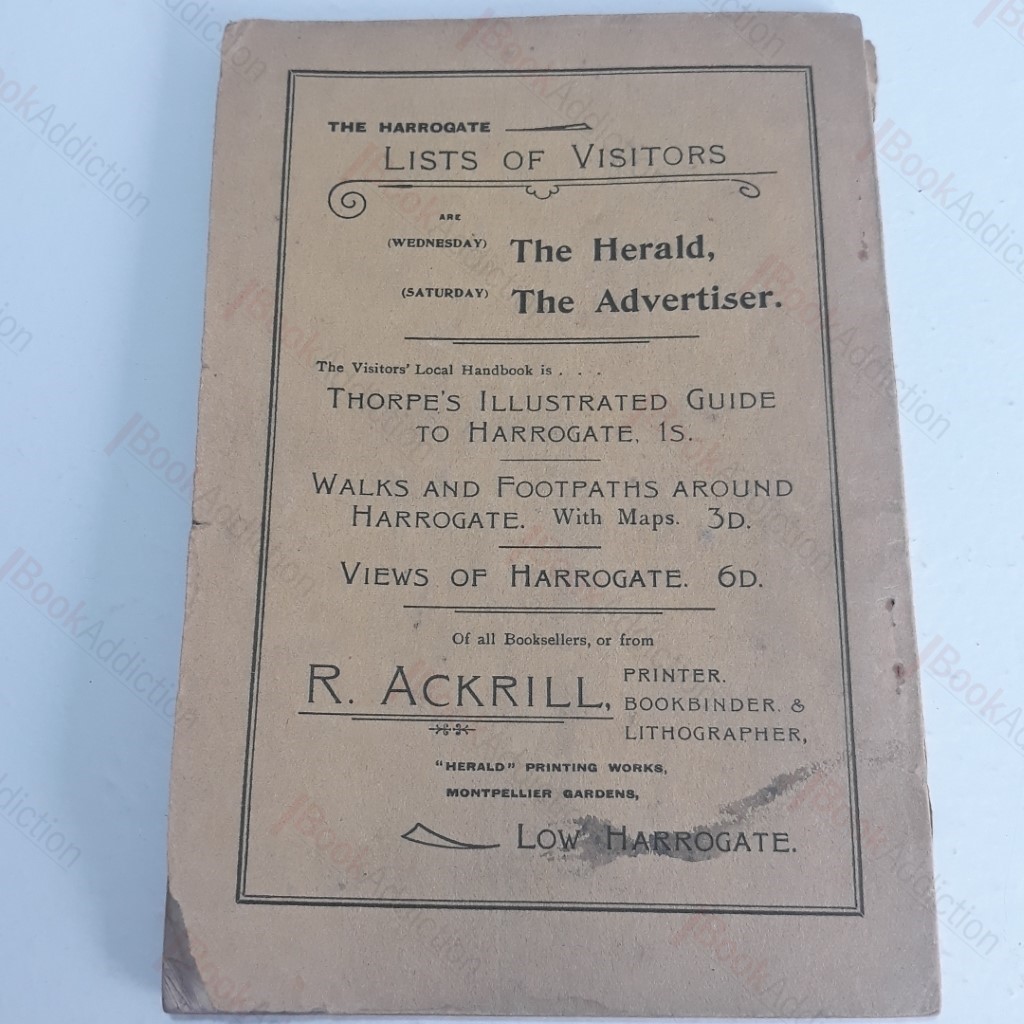 THE HARROGATE
LISTS OF VISITORS
ARE
(WEDNESDAY) The Herald,
(SATURDAY) The Advertiser.
The Visitors' Local Handbook is . . .
THORPE'S ILLUSTRATED GUIDE
TO HARROGATE, 1S.
WALKS AND FOOTPATHS AROUND
HARROGATE. With Maps. 3D.
VIEWS OF HARROGATE. 6D.
Of all Booksellers, or from
R. ACKRILL, PRINTER.
BOOKBINDER. &
LITHOGRAPHER,
"HERALD" PRINTING WORKS,
MONTPELLIER GARDENS,
LOW HARROGATE.
BookAddiction